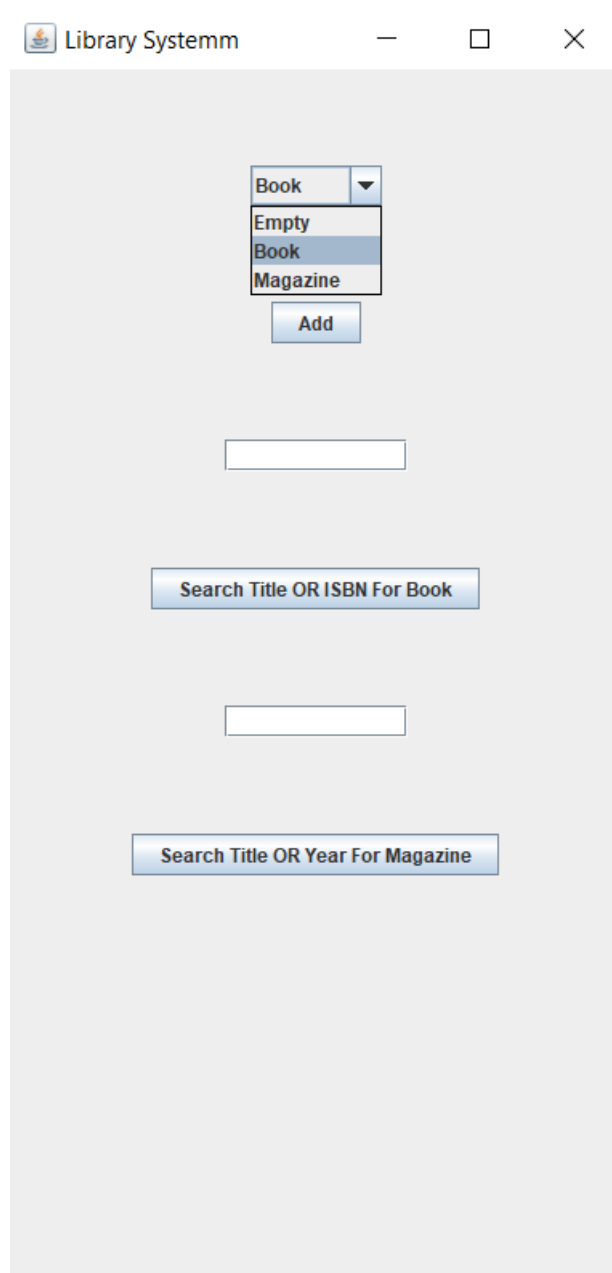 Library Systemm
Book
Empty
Book
Magazine
Add
Search Title OR ISBN For Book
Search Title OR Year For Magazine